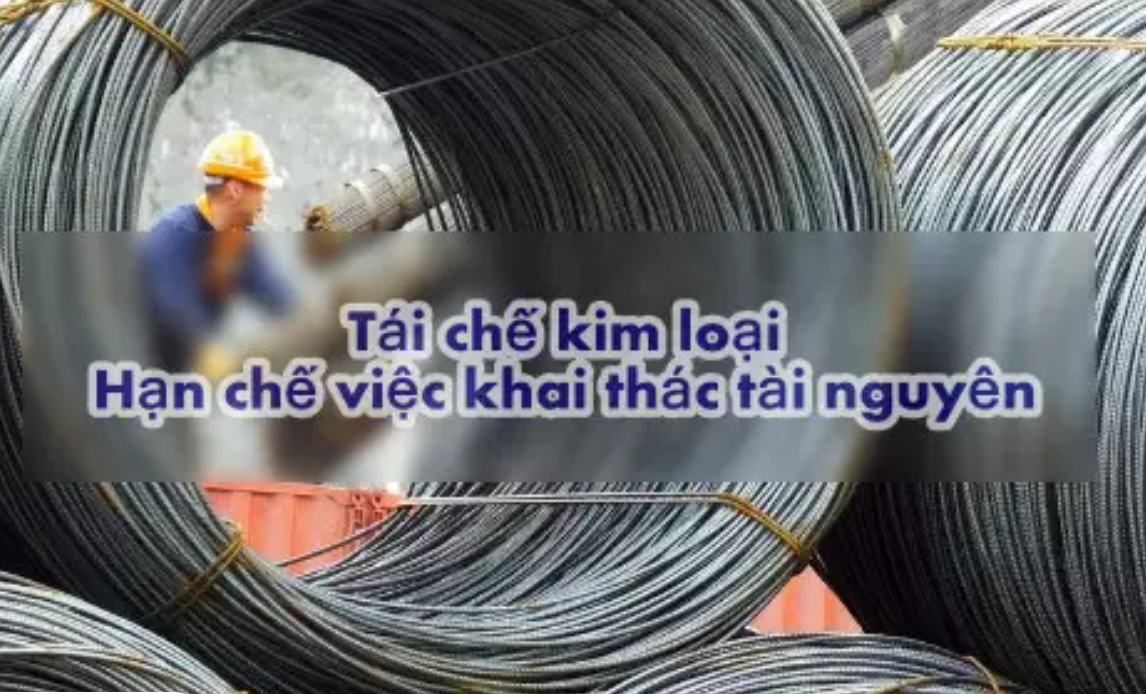 Tái chế kim loại
Hạn chế việc khai thác tài nguyên